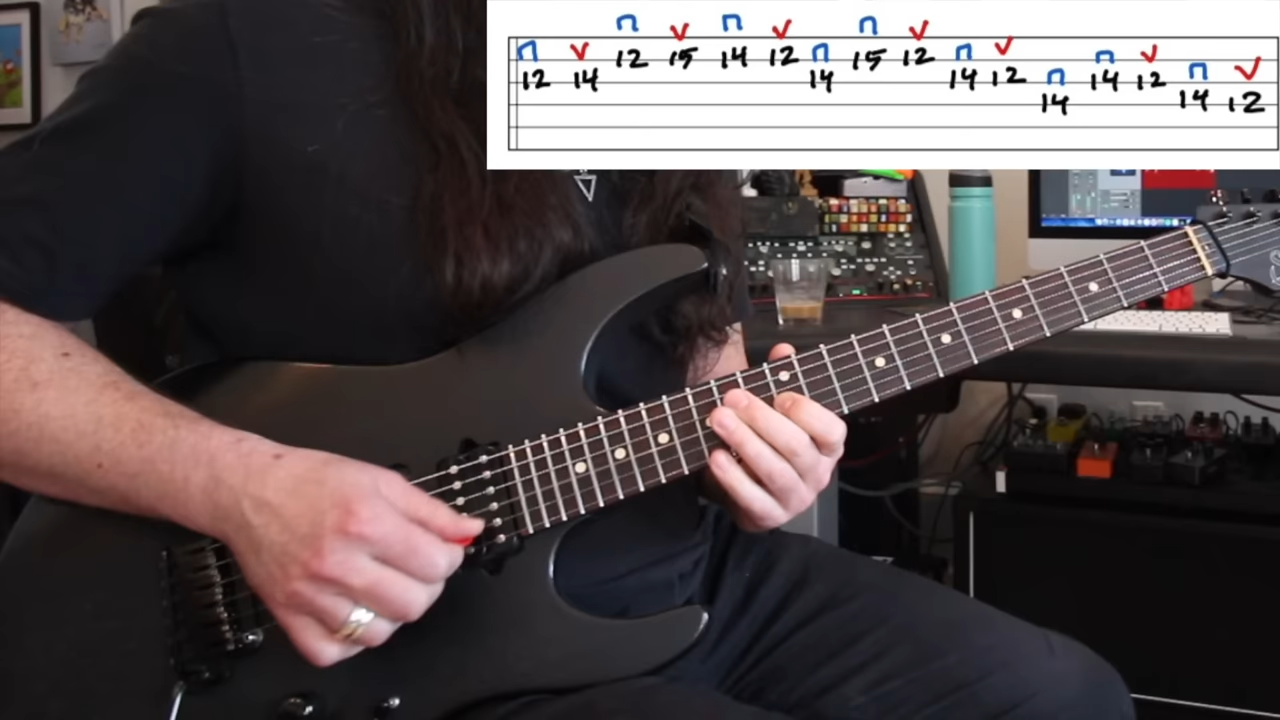 ⊓ V ⊓ V ⊓ V ⊓ ⊓ V ⊓ V ⊓ ⊓ V ⊓ V
12 14 12 15 14 12 14 15 12 14 12 14 14 12 14 12